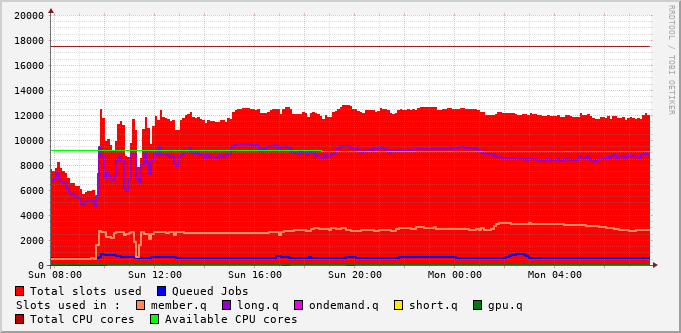 20000
18000
16000
14000
12000
10000
8000
6000
4000
2000
0
Sun 08:00 Sun 12:00 Sun 16:00 Sun 20:00 Mon 00:00 Mon 04:00
RRDTOOL / TOBI OETIKER
Total slots used Queued Jobs
Slots used in : member.q long.q ondemand.q short.q gpu.q
Total CPU cores Available CPU cores